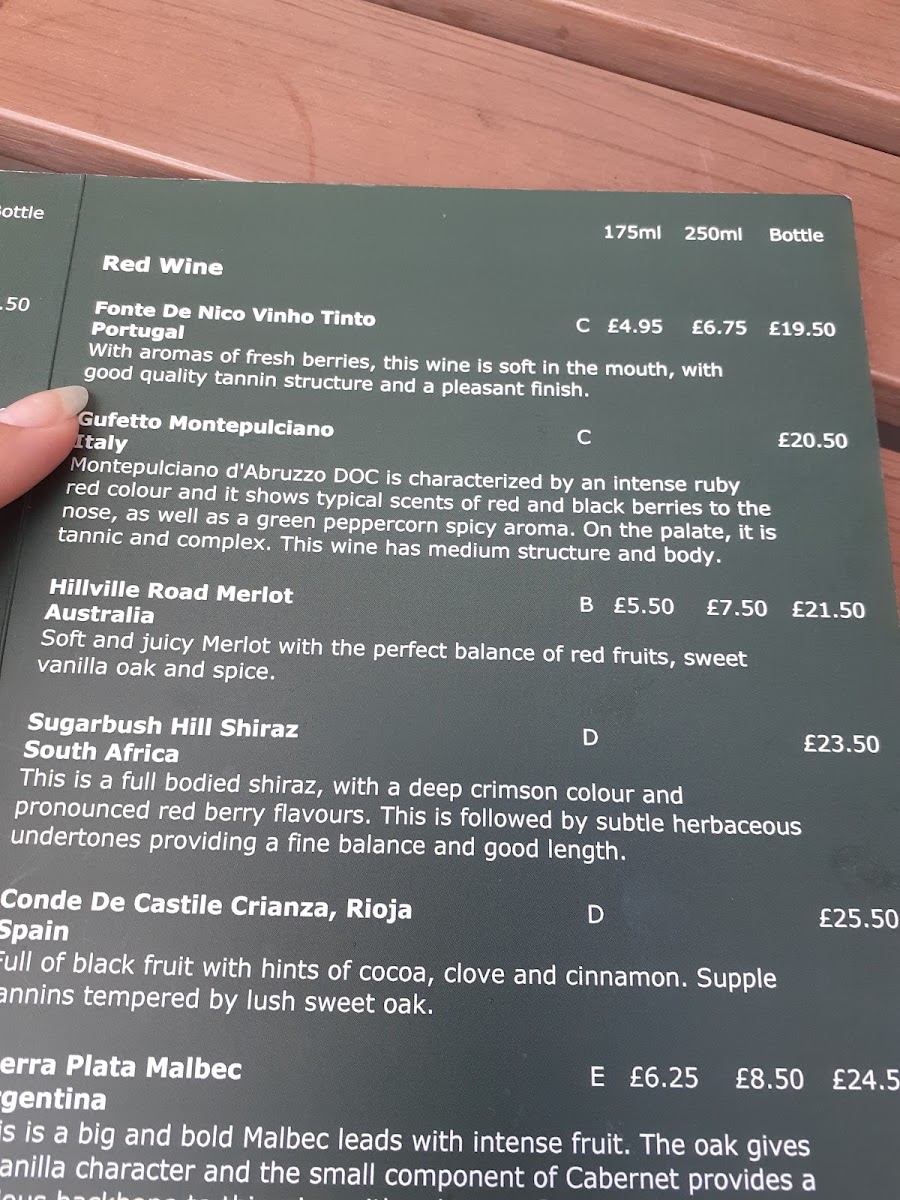 Bottle
.50
175ml 250ml Bottle
Red Wine
Fonte De Nico Vinho Tinto
Portugal
C £4.95 £6.75 £19.50
With aromas of fresh berries, this wine is soft in the mouth, with
good quality tannin structure and a pleasant finish.
Gufetto Montepulciano
Italy
C £20.50
Montepulciano d'Abruzzo DOC is characterized by an intense ruby
red colour and it shows typical scents of red and black berries to the
nose, as well as a green peppercorn spicy aroma. On the palate, it is
tannic and complex. This wine has medium structure and body.
Hillville Road Merlot
Australia
B £5.50 £7.50 £21.50
Soft and juicy Merlot with the perfect balance of red fruits, sweet
vanilla oak and spice.
Sugarbush Hill Shiraz
South Africa
D £23.50
This is a full bodied shiraz, with a deep crimson colour and
pronounced red berry flavours. This is followed by subtle herbaceous
undertones providing a fine balance and good length.
Conde De Castile Crianza, Rioja
Spain
D £25.50
Full of black fruit with hints of cocoa, clove and cinnamon. Supple
annins tempered by lush sweet oak.
erra Plata Malbec
gentina
E £6.25 £8.50 £24.5
is is a big and bold Malbec leads with intense fruit. The oak gives
anilla character and the small component of Cabernet provides a